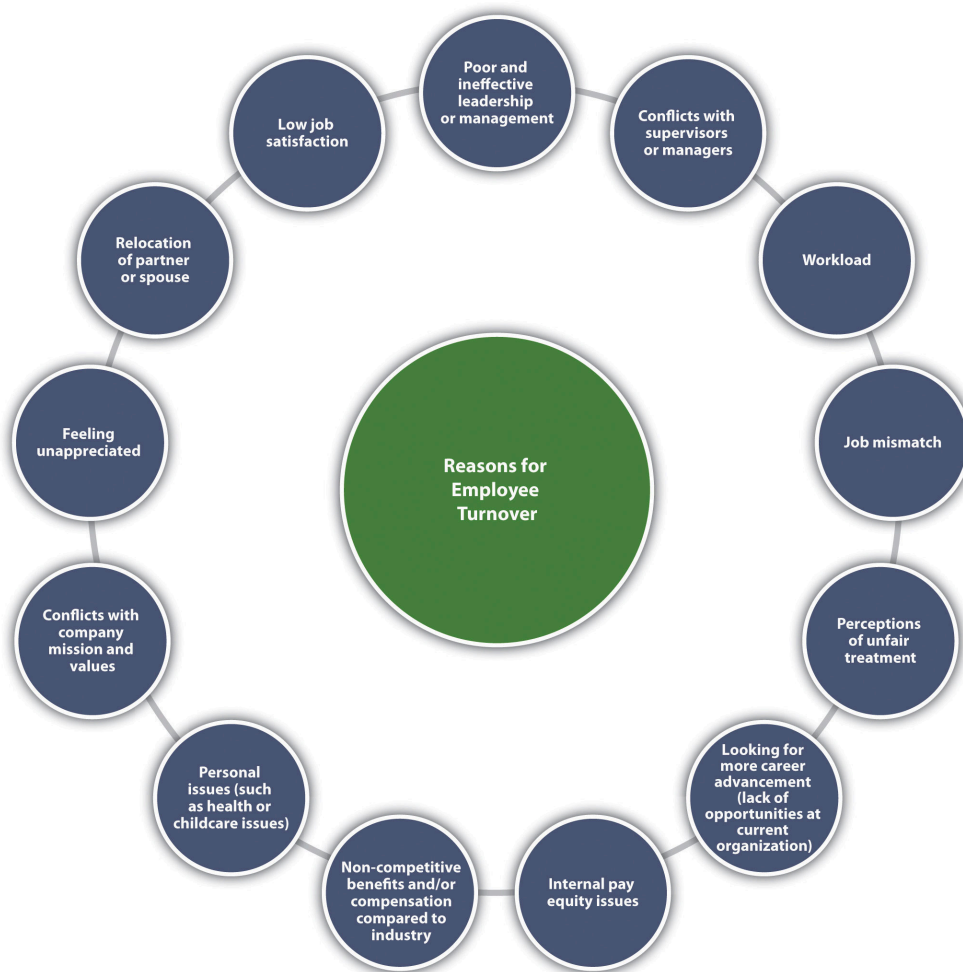 Poor and
ineffective
leadership
or management
Conflicts with
supervisors
or managers
Workload
Job mismatch
Perceptions
of unfair
treatment
Looking for
more career
advancement
(lack of
opportunities at
current
organization)
Internal pay
equity issues
Non-competitive
benefits and/or
compensation
compared to
industry
Personal
issues (such
as health or
childcare issues)
Conflicts with
company
mission and
values
Feeling
unappreciated
Relocation
of partner
or spouse
Low job
satisfaction
Reasons for
Employee
Turnover